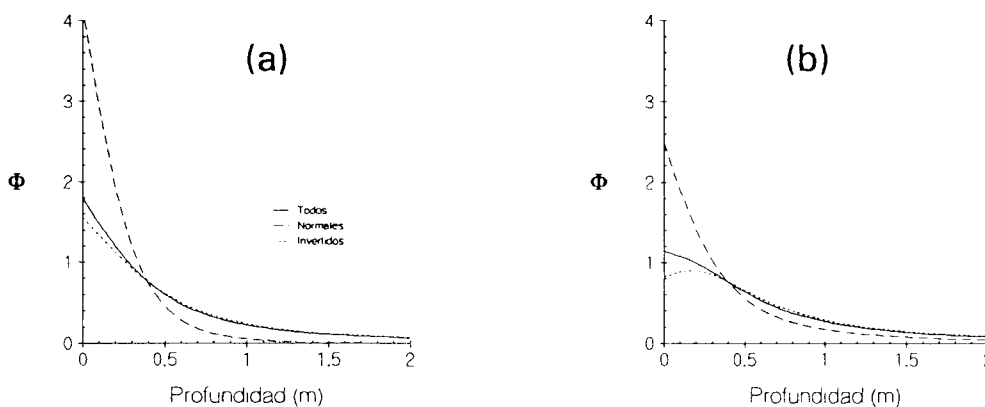 (a)
4
3
2
1
0
Φ
Todos
Normales
Invertidos
0 0.5 1 1.5 2
Profundidad (m)
(b)
4
3
2
1
0
Φ
0 0.5 1 1.5 2
Profundidad (m)